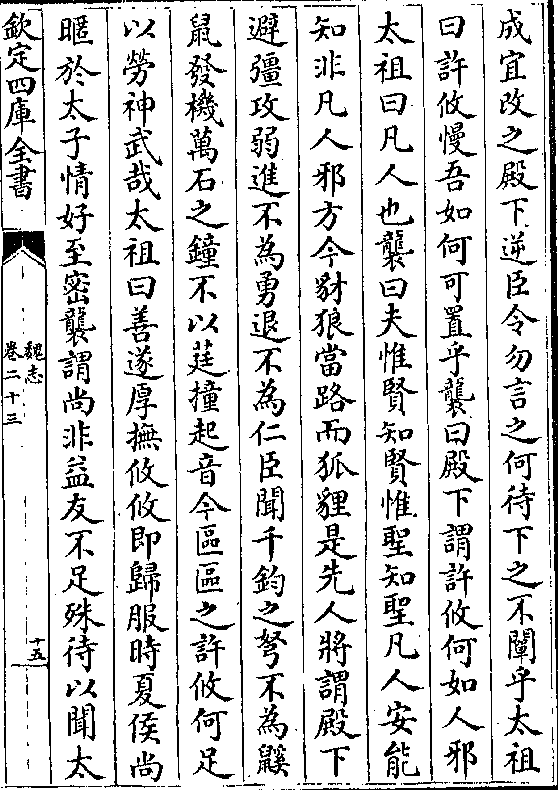 成宜改之殿下逆臣令勿言之何待下之不闡乎太祖
曰許攸慢吾如何可置乎襲曰殿下謂許攸何如人邪
太祖曰凡人也襲曰夫惟賢知賢惟聖知聖凡人安能
知非凡人邪方今豺狼當路而狐貍是先人將謂殿下
避彊攻弱進不為勇退不為仁臣聞千鈞之弩不為鼷
鼠發機萬石之鐘不以莛撞起音今區區之許攸何足
以勞神武哉太祖曰善遂厚撫攸攸即歸服時夏侯尚
暱於太子情好至密襲謂尚非益友不足殊待以聞太
欽定四庫全書
魏志
卷二十三
十五